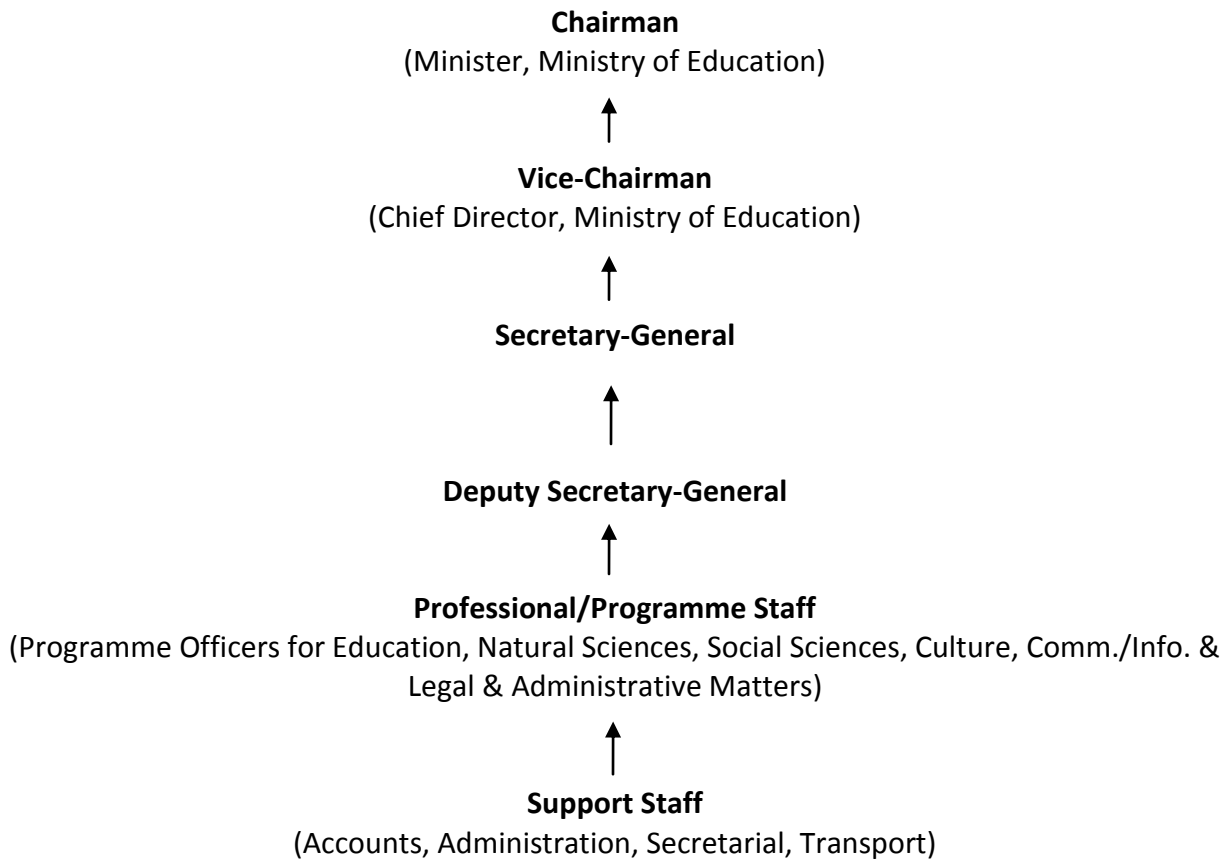 Chairman
(Minister, Ministry of Education)
Vice-Chairman
(Chief Director, Ministry of Education)
Secretary-General
Deputy Secretary-General
Professional/Programme Staff
(Programme Officers for Education, Natural Sciences, Social Sciences, Culture, Comm./Info. &
Legal & Administrative Matters)
Support Staff
(Accounts, Administration, Secretarial, Transport)